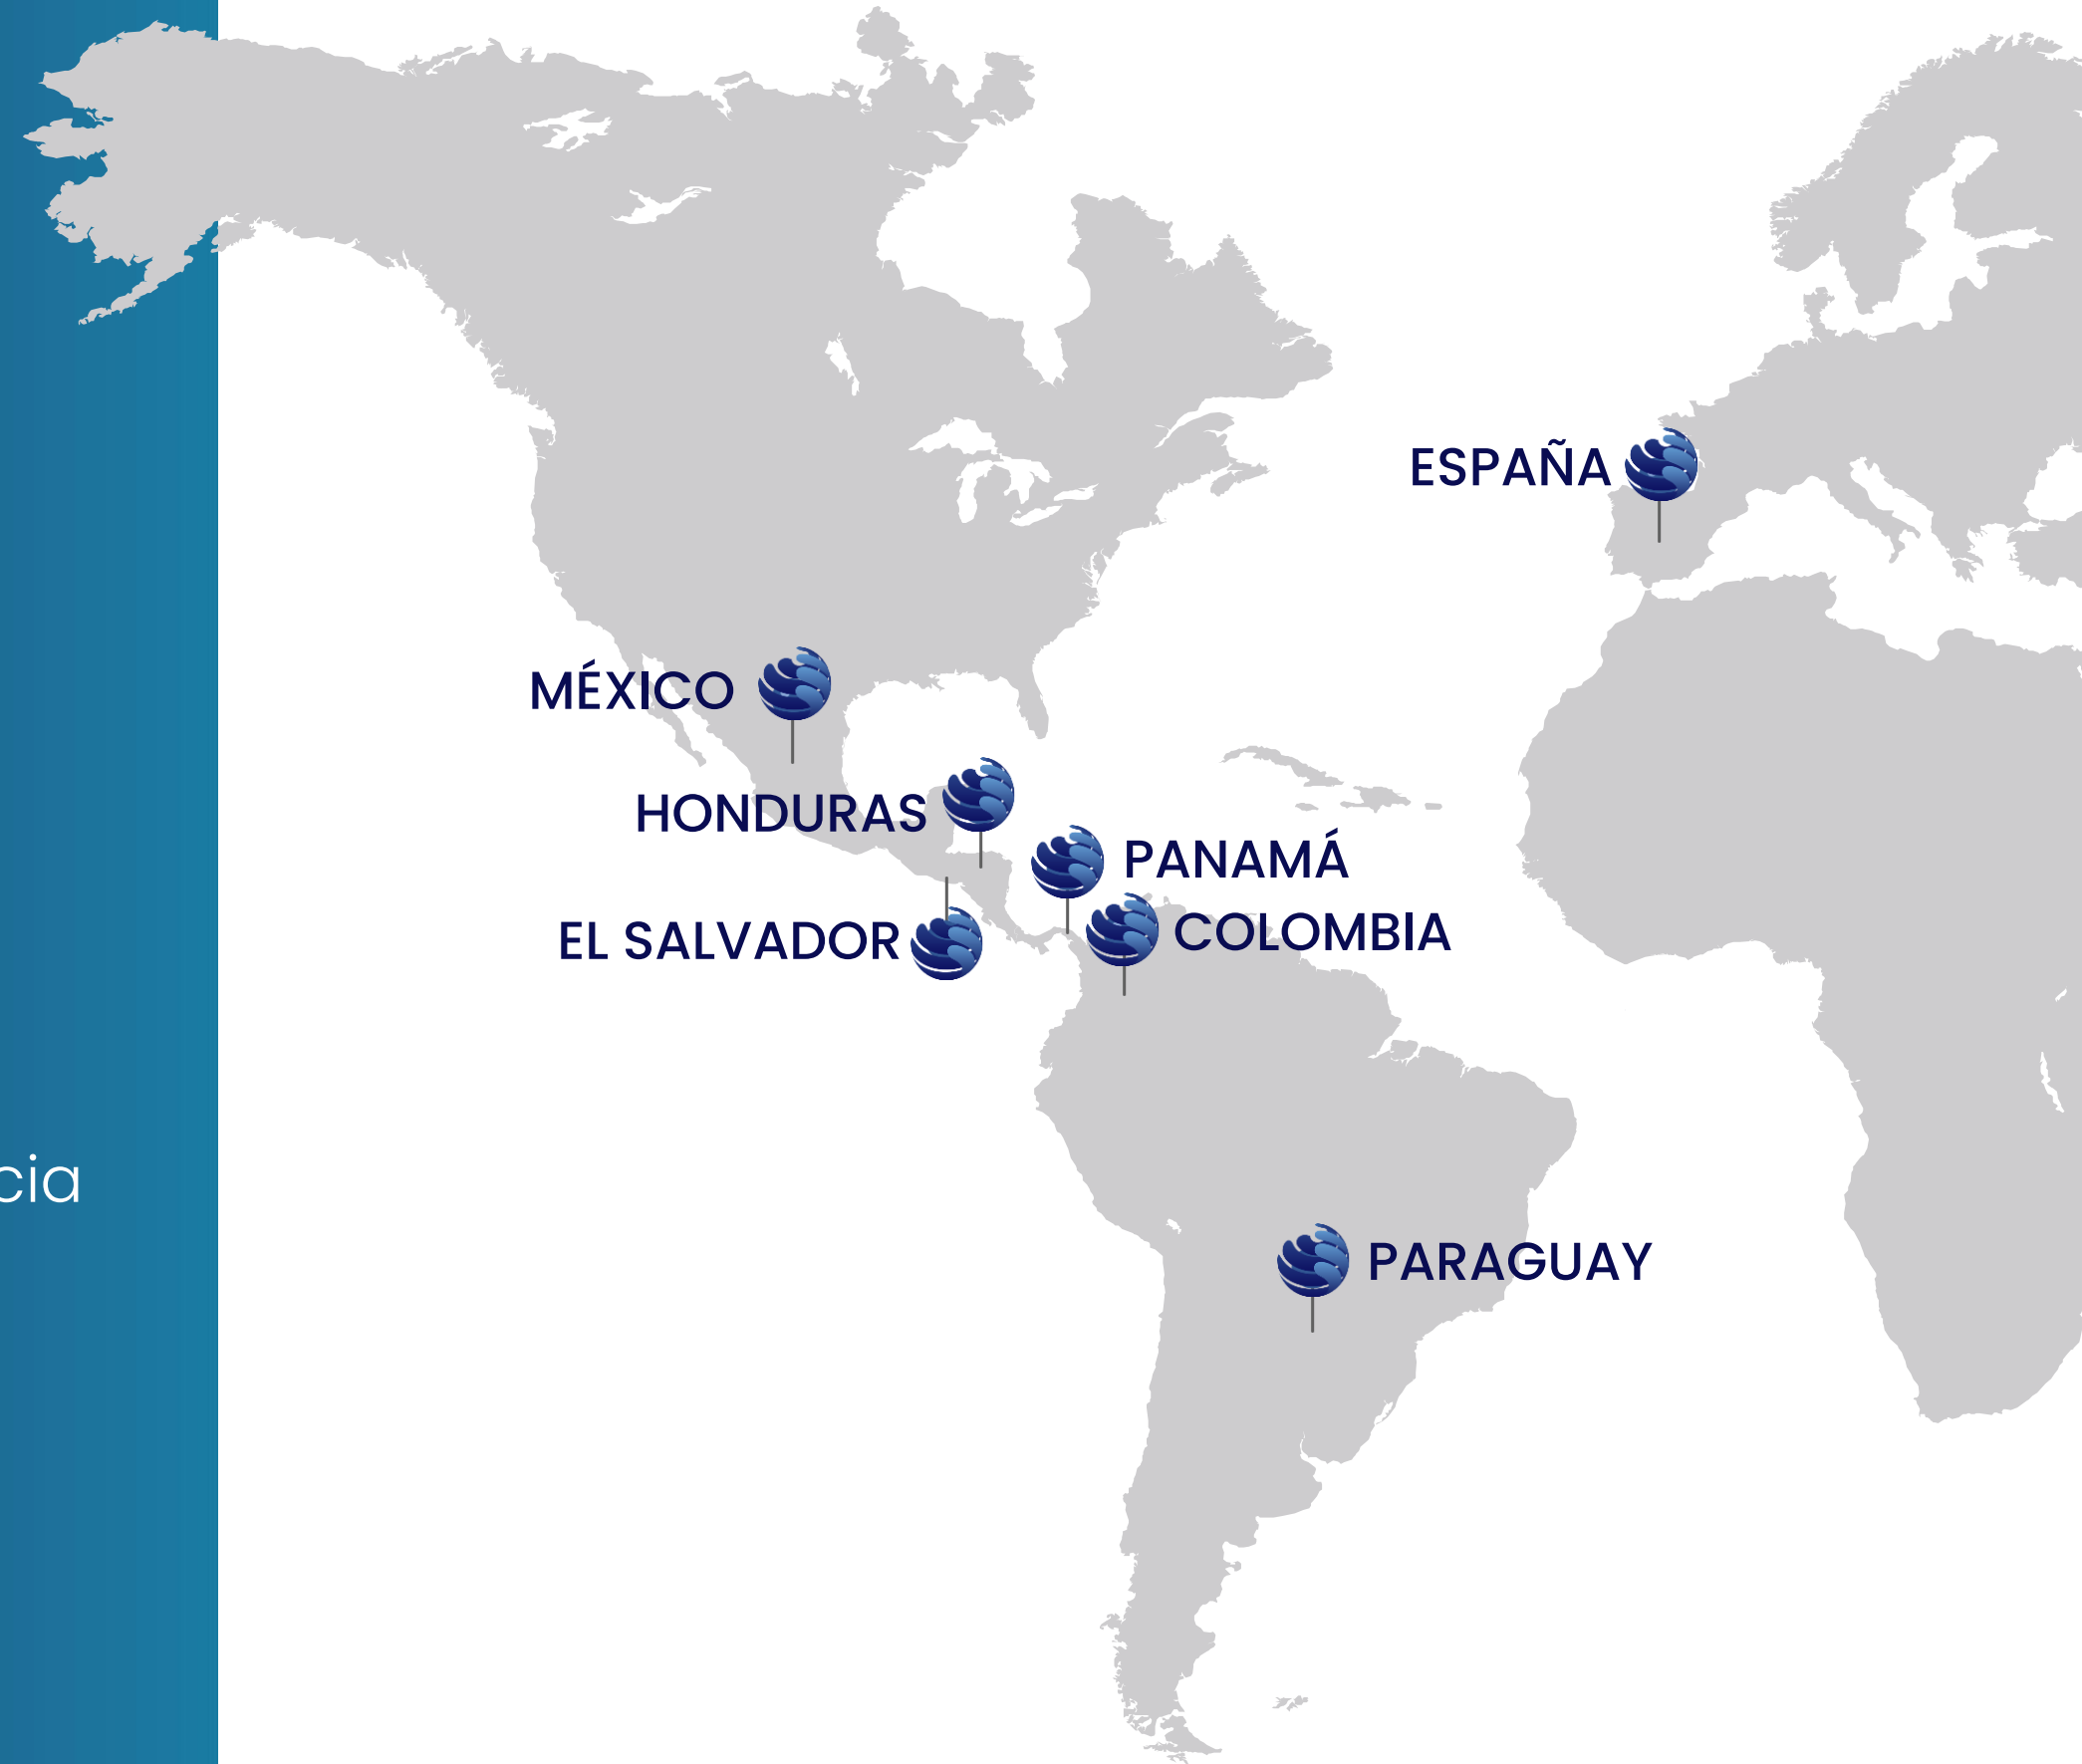 ESPAÑA
MÉXICO
HONDURAS
PANAMÁ
COLOMBIA
EL SALVADOR
cia
PARAGUAY